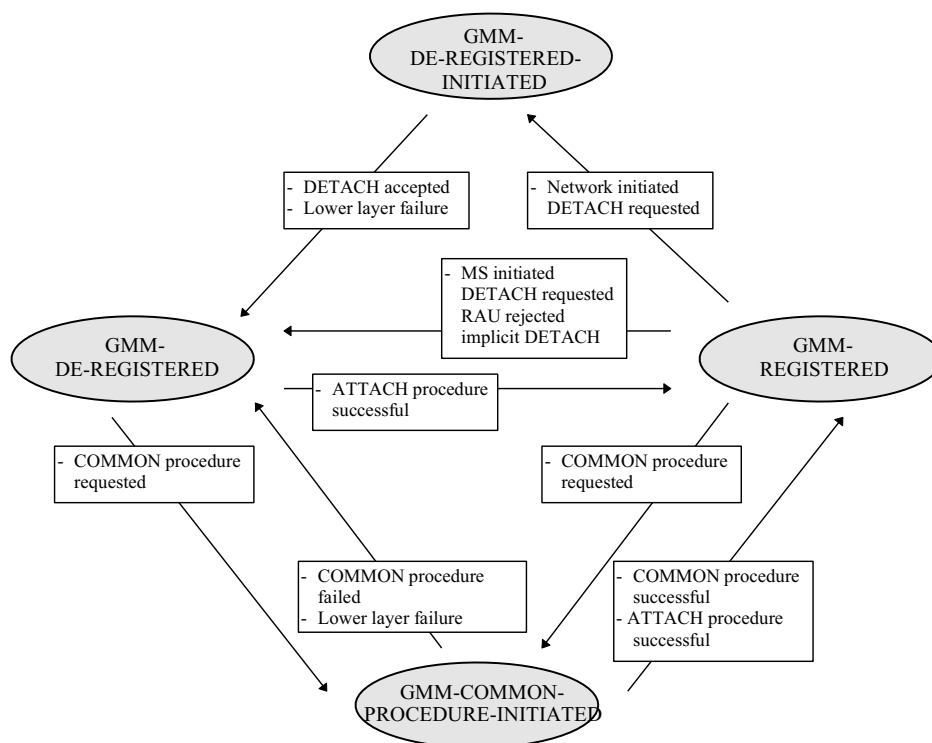 GMM-
DE-REGISTERED-
INITIATED
- DETACH accepted
- Lower layer failure
- Network initiated
DETACH requested
- MS initiated
DETACH requested
RAU rejected
implicit DETACH
GMM-
DE-REGISTERED
GMM-
REGISTERED
- ATTACH procedure
successful
- COMMON procedure
requested
- COMMON procedure
requested
- COMMON procedure
failed
- Lower layer failure
- COMMON procedure
successful
- ATTACH procedure
successful
GMM-COMMON-
PROCEDURE-INITIATED